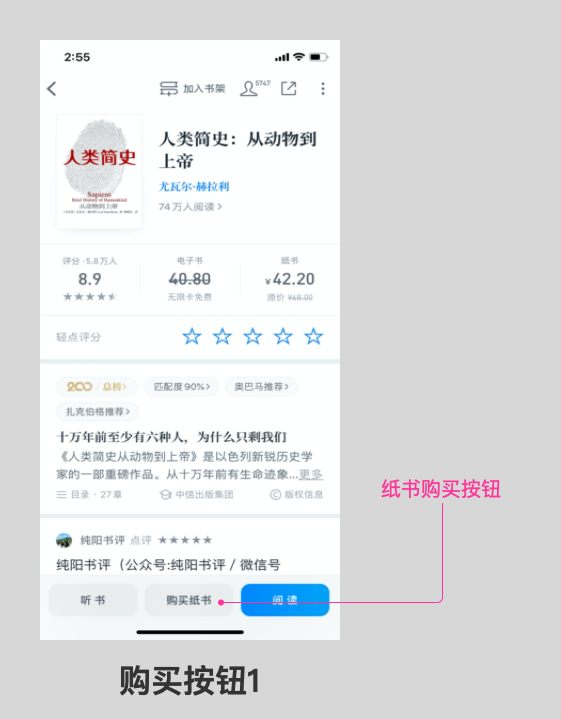 2:55
加入书架
5747
人类简史
Sapiens
从动物到上帝
人类简史：从动物到
上帝
尤瓦尔·赫拉利
74万人阅读 >
评分 · 5.8万人
8.9
电子书
40.80
无限卡免费
纸书
¥42.20
原价 ¥68.00
轻点评分
200 / 总榜>
匹配度90%>
奥巴马推荐>
扎克伯格推荐>
十万年前至少有六种人，为什么只剩我们
《人类简史从动物到上帝》是以色列新锐历史学
家的一部重磅作品。从十万年前有生命迹象...更多
目录 · 27章
中信出版集团
版权信息
纯阳书评 点评 ★★★★★
纯阳书评（公众号:纯阳书评 / 微信号
听书
购买纸书
阅读
纸书购买按钮
购买按钮1